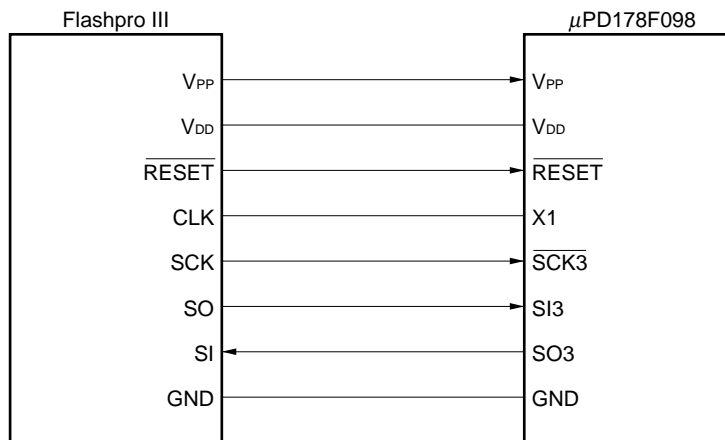 Flashpro III μPD178F098
VPP VPP
VDD VDD
RESET RESET
CLK X1
SCK SCK3
SO SI3
SI SO3
GND GND